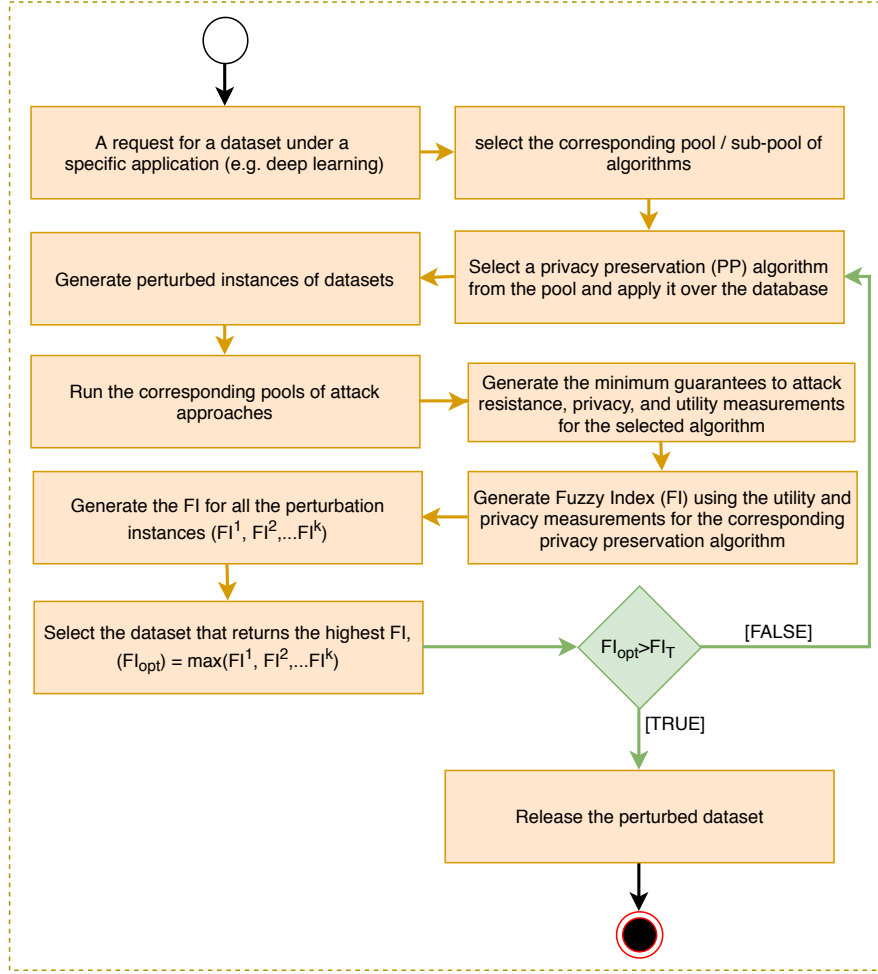 A request for a dataset under a
specific application (e.g. deep learning)
select the corresponding pool / sub-pool of
algorithms
Select a privacy preservation (PP) algorithm
from the pool and apply it over the database
Generate perturbed instances of datasets
Run the corresponding pools of attack
approaches
Generate the minimum guarantees to attack
resistance, privacy, and utility measurements
for the selected algorithm
Generate Fuzzy Index (FI) using the utility and
privacy measurements for the corresponding
privacy preservation algorithm
Generate the FI for all the perturbation
instances (FI¹, FI²,...FIᵏ)
Select the dataset that returns the highest FI,
(FI_opt) = max(FI¹, FI²,...FIᵏ)
FI_opt>FI_T
[FALSE]
[TRUE]
Release the perturbed dataset